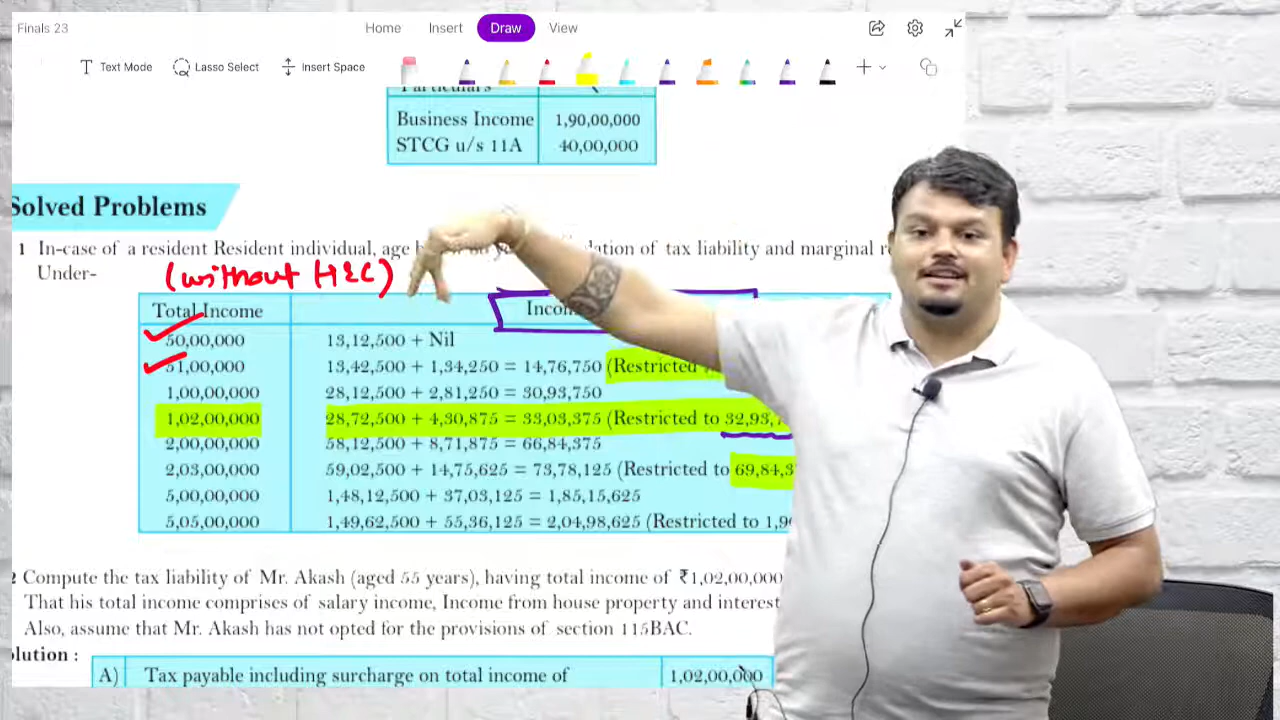 Finals 23
Home Insert Draw View
Text Mode Lasso Select Insert Space
Particulars
Business Income 1,90,00,000
STCG u/s 11A 40,00,000
Solved Problems
1 In-case of a resident Resident individual, age of tax liability and marginal
Under-
(without H&C)
Total Income
50,00,000 13,12,500 + Nil
51,00,000 13,42,500 + 1,34,250 = 14,76,750 (Restricted
1,00,00,000 28,12,500 + 2,81,250 = 30,93,750
1,02,00,000 28,72,500 + 4,30,875 = 33,03,375 (Restricted to 32,93,7
2,00,00,000 58,12,500 + 8,71,875 = 66,84,375
2,03,00,000 59,02,500 + 14,75,625 = 73,78,125 (Restricted to 69,84,3
5,00,00,000 1,48,12,500 + 37,03,125 = 1,85,15,625
5,05,00,000 1,49,62,500 + 55,36,125 = 2,04,98,625 (Restricted to 1,9
2 Compute the tax liability of Mr. Akash (aged 55 years), having total income of ₹1,02,00,000
That his total income comprises of salary income, Income from house property and interest
Also, assume that Mr. Akash has not opted for the provisions of section 115BAC.
lution :
A) Tax payable including surcharge on total income of 1,02,00,000